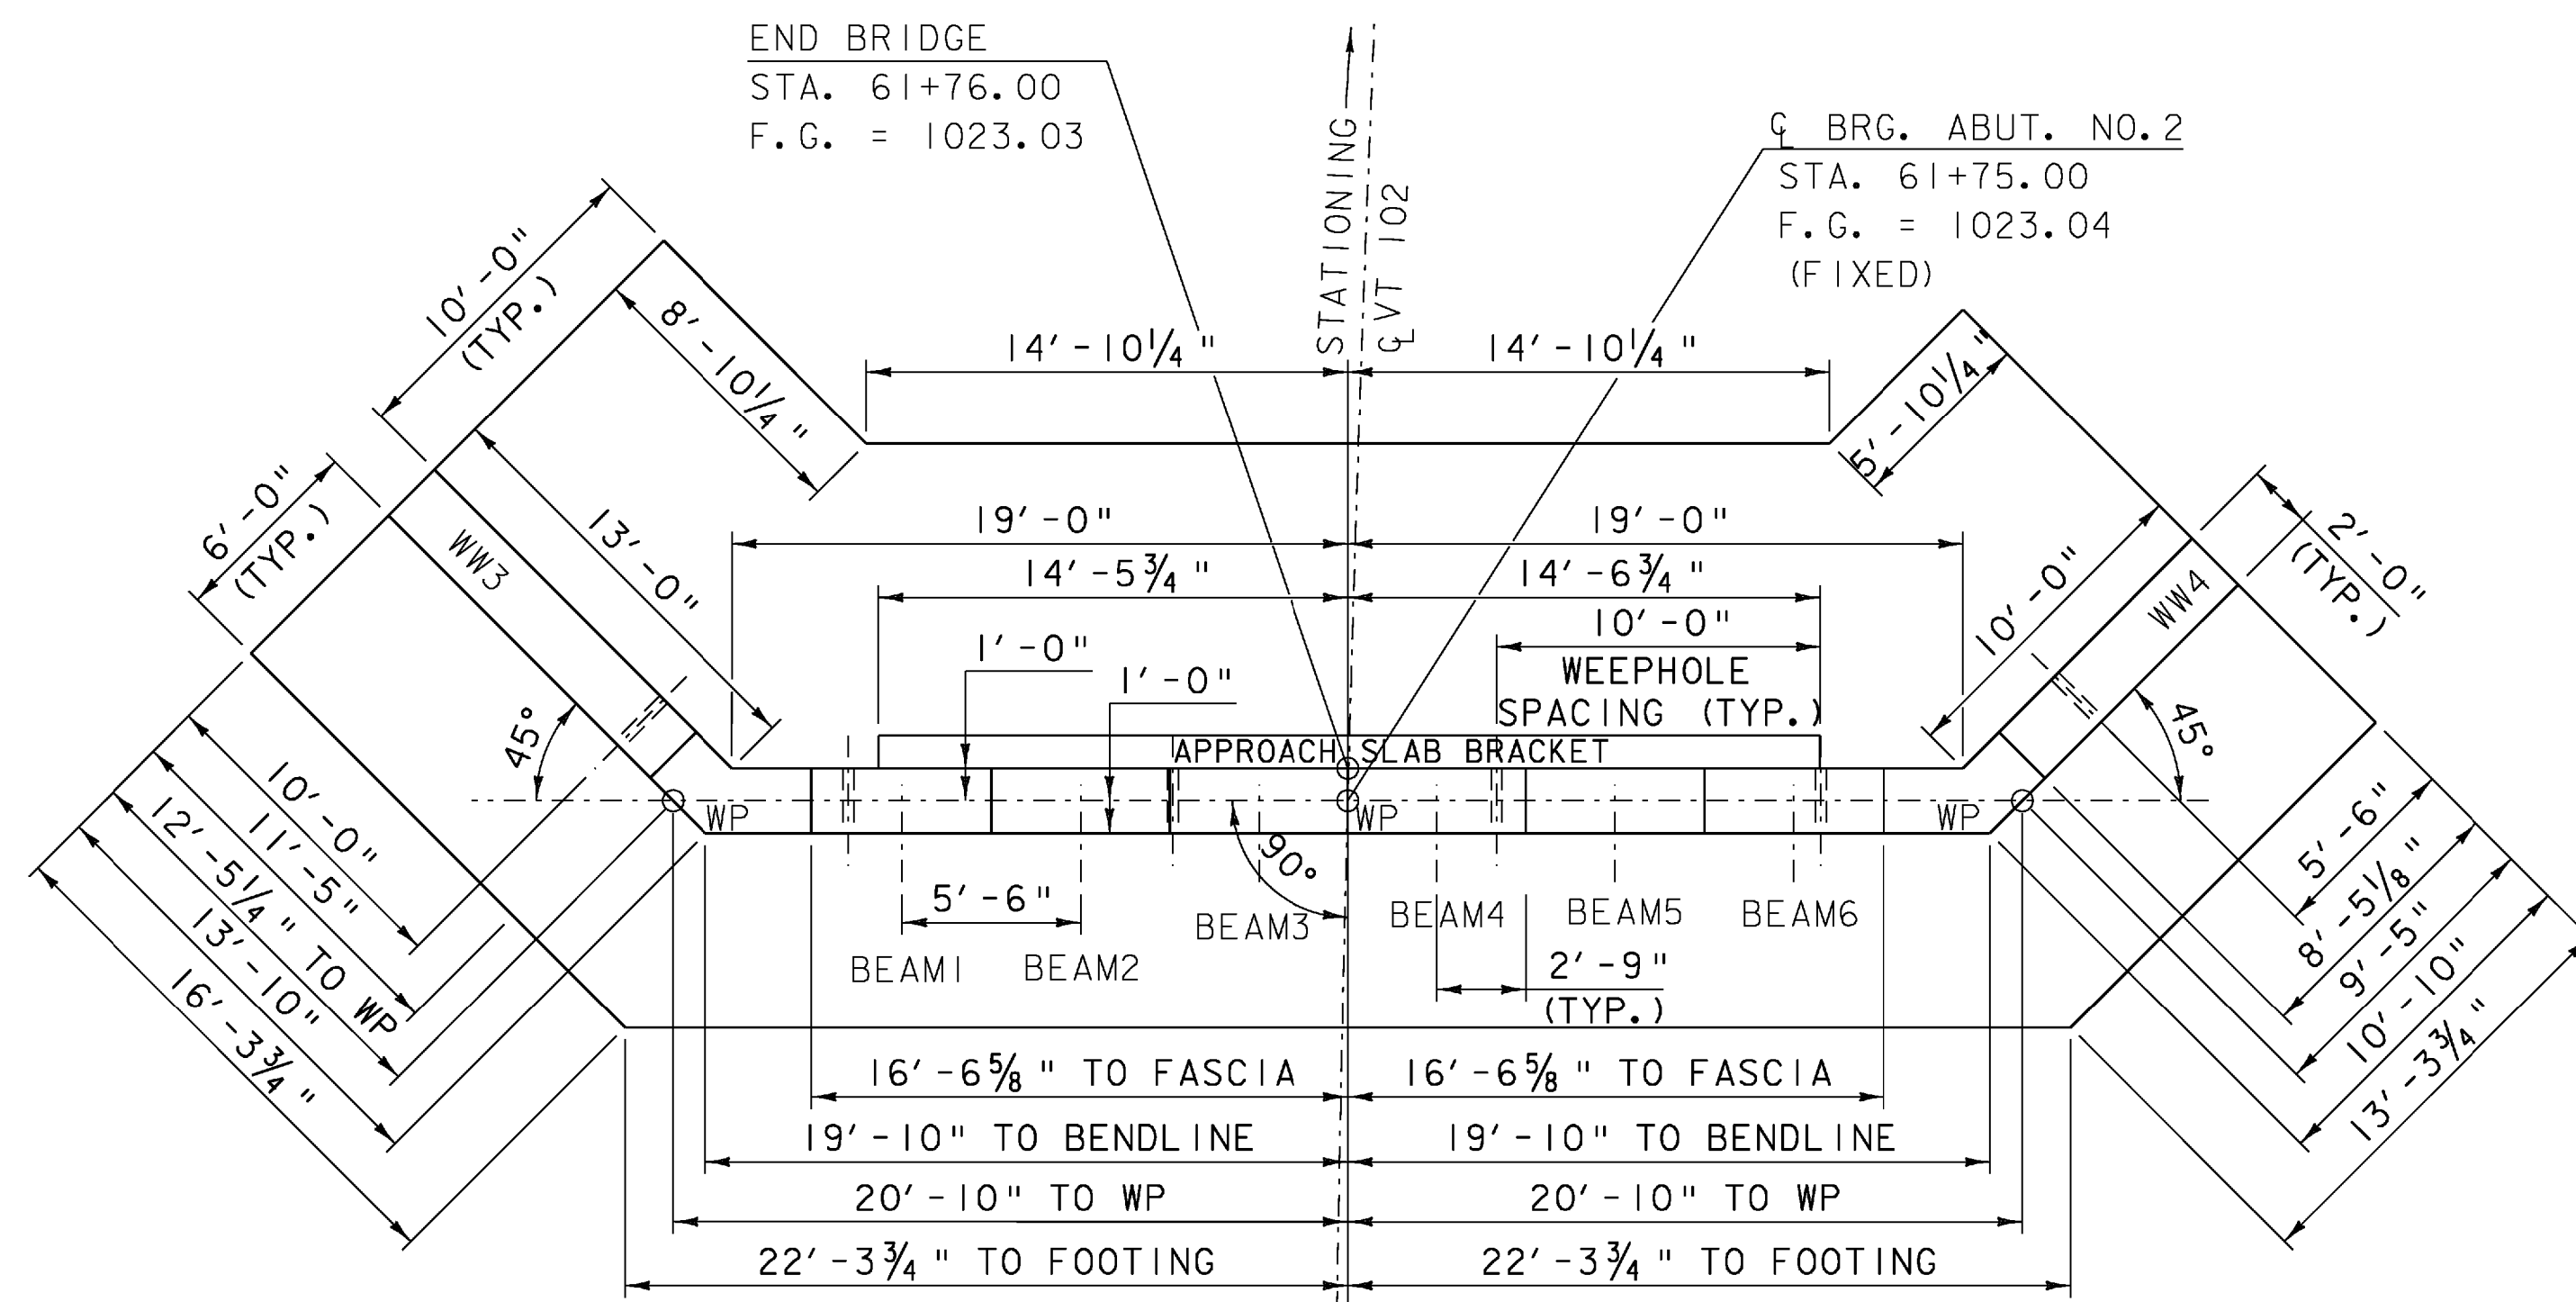 END BRIDGE
STA. 61+76.00
F.G. = 1023.03
℄ BRG. ABUT. NO. 2
STA. 61+75.00
F.G. = 1023.04
(FIXED)
STATIONING
℄ VT 102
10'-0"
(TYP.)
8'-10¼"
14'-10¼"
14'-10¼"
5'-10¼"
6'-0"
(TYP.)
WW3
13'-0"
19'-0"
19'-0"
14'-5¾"
14'-6¾"
10'-0"
WEEPHOLE
SPACING (TYP.)
1'-0"
1'-0"
10'-0"
WW4
2'-0"
(TYP.)
45°
45°
APPROACH SLAB BRACKET
WP
WP
WP
90°
10'-0"
11'-5"
12'-5¼" TO WP
13'-10"
16'-3¾"
5'-6"
BEAM1
BEAM2
BEAM3
BEAM4
BEAM5
BEAM6
2'-9"
(TYP.)
5'-6"
8'-5⅛"
9'-5"
10'-10"
13'-3¾"
16'-6⅝" TO FASCIA
16'-6⅝" TO FASCIA
19'-10" TO BENDLINE
19'-10" TO BENDLINE
20'-10" TO WP
20'-10" TO WP
22'-3¾" TO FOOTING
22'-3¾" TO FOOTING